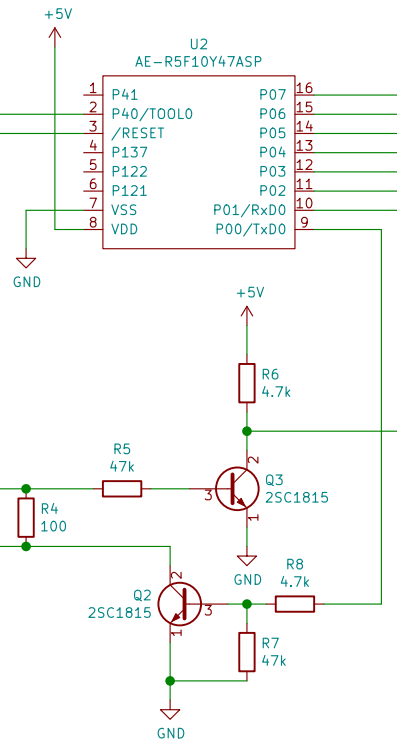 +5V
U2
AE-R5F10Y47ASP
1 P41 P07 16
2 P40/TOOL0 P06 15
3 /RESET P05 14
4 P137 P04 13
5 P122 P03 12
6 P121 P02 11
7 VSS P01/RxD0 10
8 VDD P00/TxD0 9
GND
+5V
R6
4.7k
R5
47k
2
Q3
2SC1815
3
1
R4
100
GND
R8
4.7k
2
Q2
2SC1815
3
1
R7
47k
GND